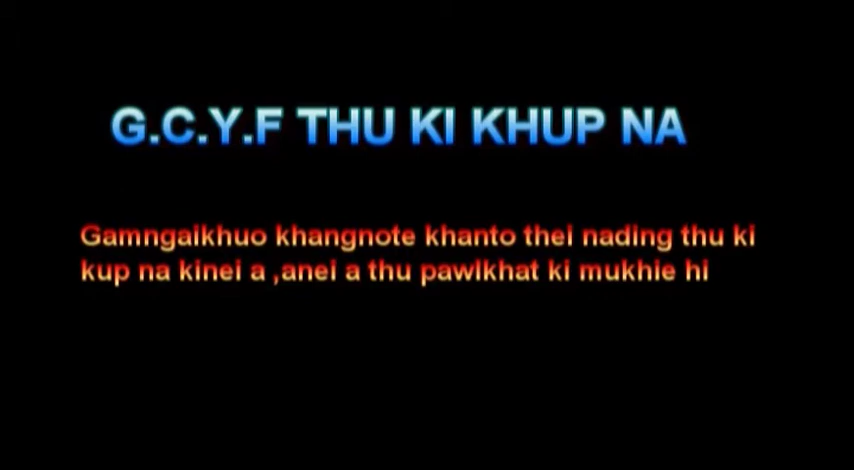 G.C.Y.F THU KI KHUP NA
Gamngaikhuo khangnote khanto thei nading thu ki
kup na kinei a ,anei a thu pawlkhat ki mukhie hi